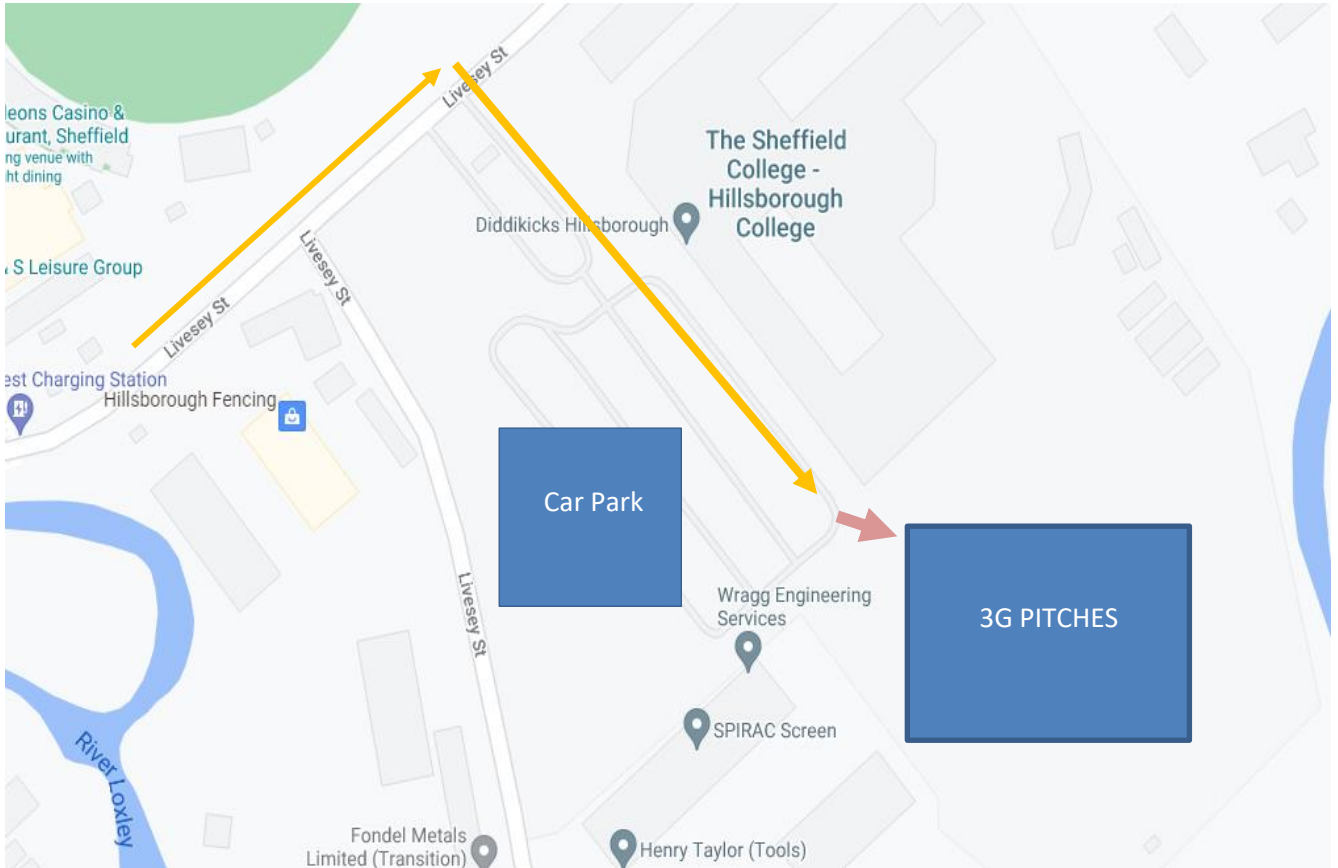 Livesey St
leons Casino &
urant, Sheffield
ng venue with
ht dining
The Sheffield
College -
Hillsborough
College
Diddikicks Hillsborough
Livesey St
S Leisure Group
Livesey St
est Charging Station
Hillsborough Fencing
Car Park
Livesey St
Wragg Engineering
Services
3G PITCHES
SPIRAC Screen
River Loxley
Fondel Metals
Limited (Transition)
Henry Taylor (Tools)